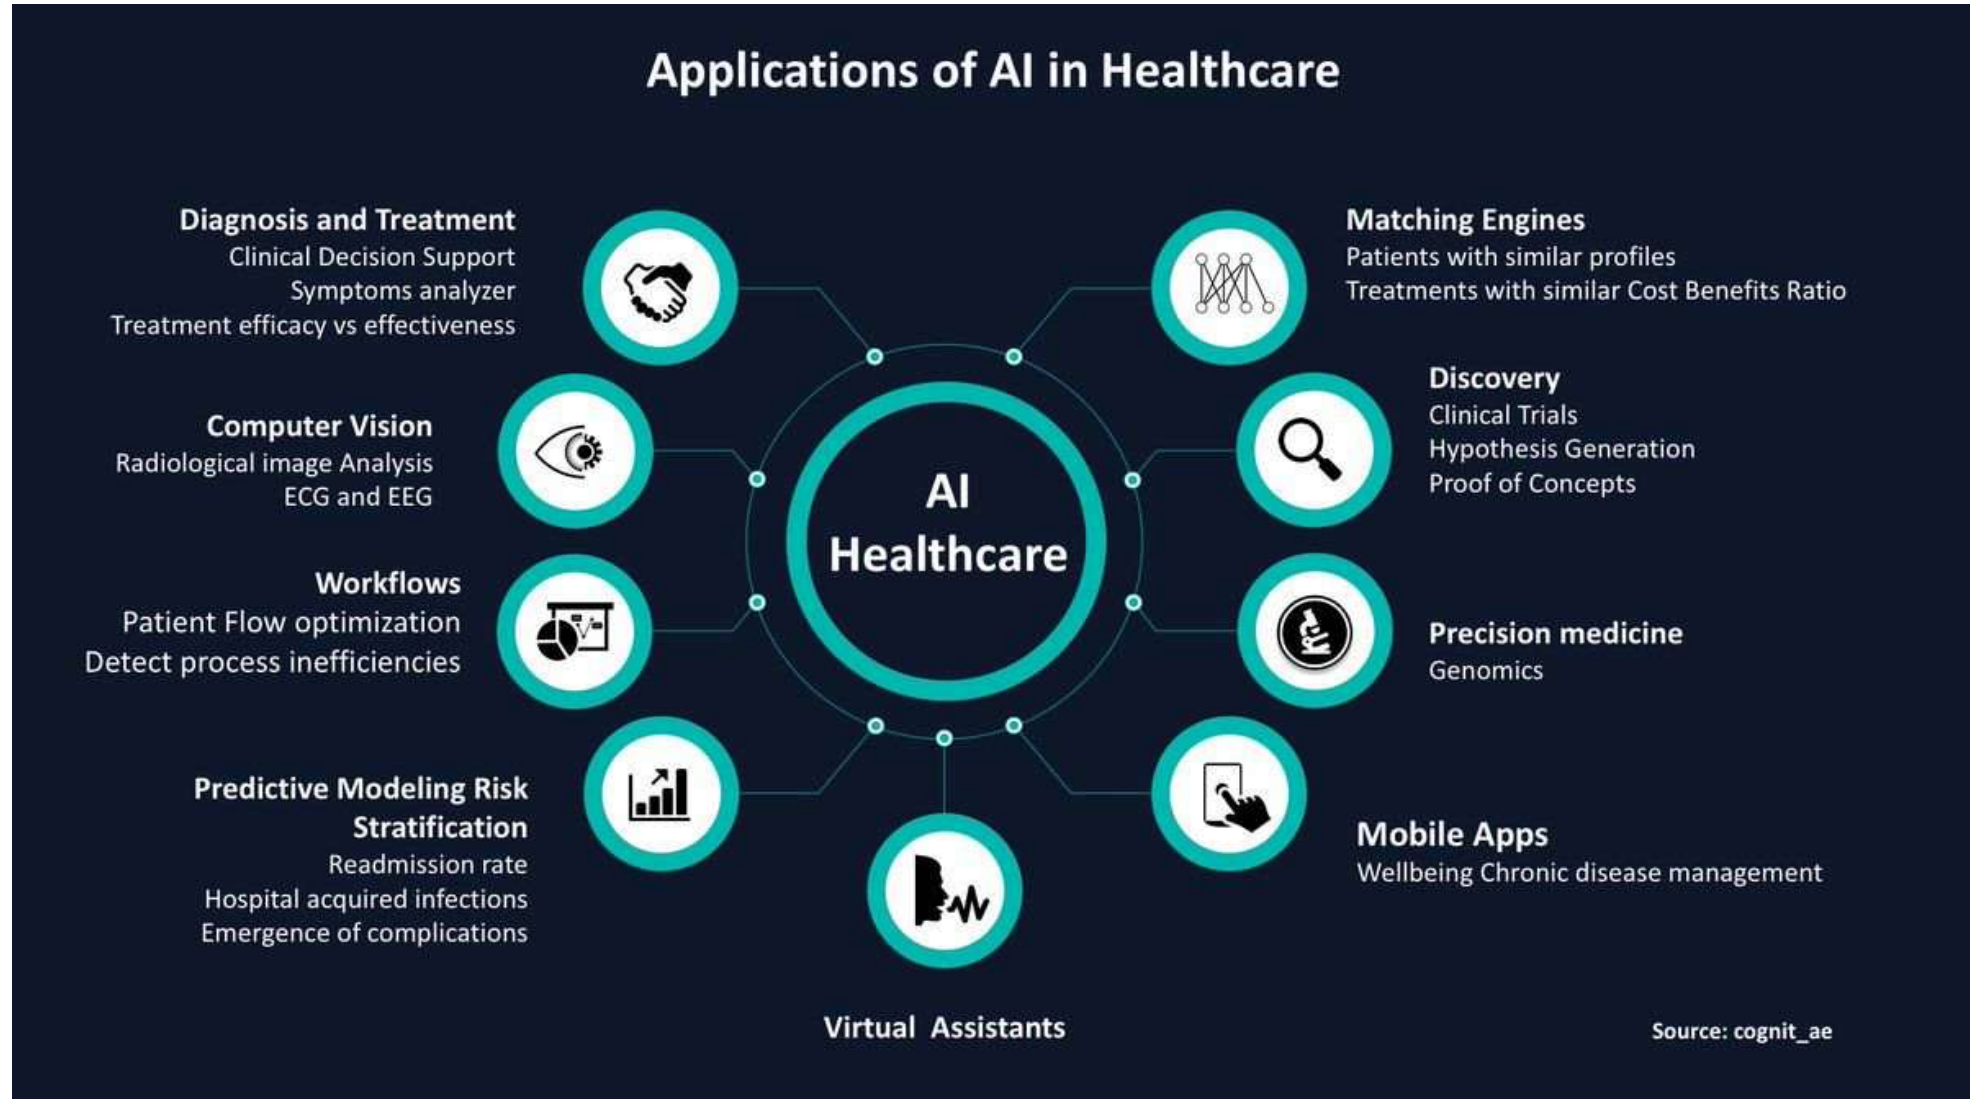 Applications of AI in Healthcare
Diagnosis and Treatment
Clinical Decision Support
Symptoms analyzer
Treatment efficacy vs effectiveness
Computer Vision
Radiological image Analysis
ECG and EEG
Workflows
Patient Flow optimization
Detect process inefficiencies
Predictive Modeling Risk
Stratification
Readmission rate
Hospital acquired infections
Emergence of complications
AI
Healthcare
Virtual Assistants
Matching Engines
Patients with similar profiles
Treatments with similar Cost Benefits Ratio
Discovery
Clinical Trials
Hypothesis Generation
Proof of Concepts
Precision medicine
Genomics
Mobile Apps
Wellbeing Chronic disease management
Source: cognit_ae